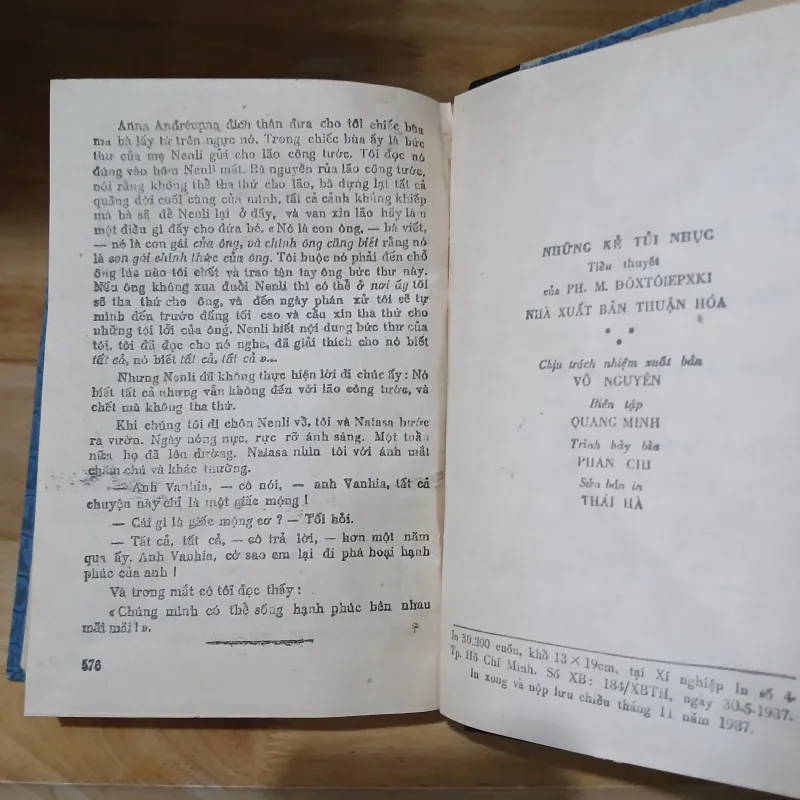 Anna Anđrêepna đích thân đưa cho tôi chiếc bùa
mà bà lấy từ trên ngực nó. Trong chiếc bùa ấy là bức
thư của mẹ Nenli gửi cho lão công tước. Tôi đọc nó
đúng vào hôm Nenli mất. Bà nguyền rủa lão công tước,
nói rằng không thể tha thứ cho lão, bà dựng lại tất cả
quãng đời cuối cùng của mình, tất cả cảnh khủng khiếp
mà bà sẽ để Nenli lại ở đấy, và van xin lão hãy làm
một điều gì đấy cho đứa bé. « Nó là con ông, — bà viết,
— nó là con gái của ông, và chính ông cũng biết rằng nó
là con gái chính thức của ông. Tôi buộc nó phải đến chỗ
ông lúc nào tôi chết và trao tận tay ông bức thư này.
Nếu ông không xua đuổi Nenli thì có thể ở nơi ấy tôi
sẽ tha thứ cho ông, và đến ngày phán xử tôi sẽ tự
mình đến trước đấng tối cao và cầu xin tha thứ cho
những tội lỗi của ông. Nenli biết nội dung bức thư của
tôi, tôi đã đọc cho nó nghe, đã giải thích cho nó biết
tất cả, nó biết tất cả, tất cả »...
Nhưng Nenli đã không thực hiện lời di chúc ấy : Nó
biết tất cả nhưng vẫn không đến với lão công tước, và
chết mà không tha thứ.
Khi chúng tôi đi chôn Nenli về, tôi và Natasa bước
ra vườn. Ngày nóng nực, rực rỡ ánh sáng. Một tuần
nữa họ đã lên đường. Natasa nhìn tôi với ánh mắt
chăm chú và khác thường.
— Anh Vanhia, — cô nói, — anh Vanhia, tất cả
chuyện này chỉ là một giấc mộng !
— Cái gì là giấc mộng cơ ? — Tôi hỏi.
— Tất cả, tất cả, — cô trả lời, — hơn một năm
qua ấy. Anh Vanhia, cớ sao em lại đi phá hoại hạnh
phúc của anh !
Và trong mắt cô tôi đọc thấy :
« Chúng mình có thể sống hạnh phúc bên nhau
mãi mãi ! ».
576
NHỮNG KẺ TỦI NHỤC
Tiểu thuyết
của PH. M. ĐÔXTÔIEPXKI
NHÀ XUẤT BẢN THUẬN HÓA
Chịu trách nhiệm xuất bản
VÕ NGUYÊN
Biên tập
QUANG MINH
Trình bày bìa
PHAN CHI
Sửa bản in
THÁI HÀ
In 30.200 cuốn, khổ 13 × 19cm, tại Xí nghiệp In số 4-
Tp. Hồ Chí Minh. Số XB: 184/XBTH, ngày 30-5-1987.
In xong và nộp lưu chiểu tháng 11 năm 1987.